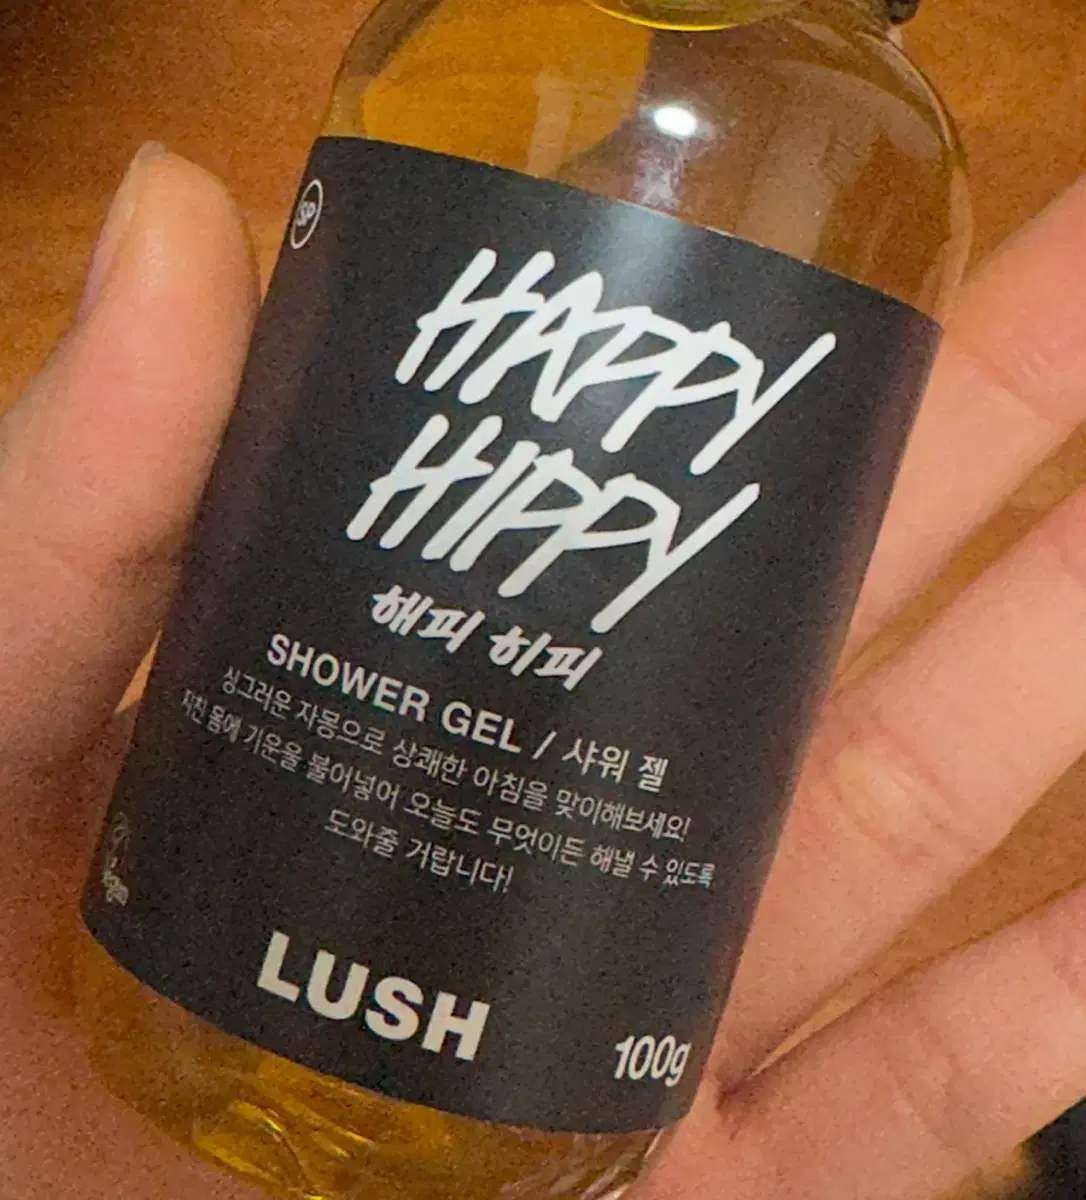 SP
HAPPY
HIPPY
해피 히피
SHOWER GEL / 샤워 젤
싱그러운 자몽으로 상쾌한 아침을 맞이해보세요!
지친 몸에 기운을 불어넣어 오늘도 무엇이든 해낼 수 있도록
도와줄 거랍니다!
LUSH
100g